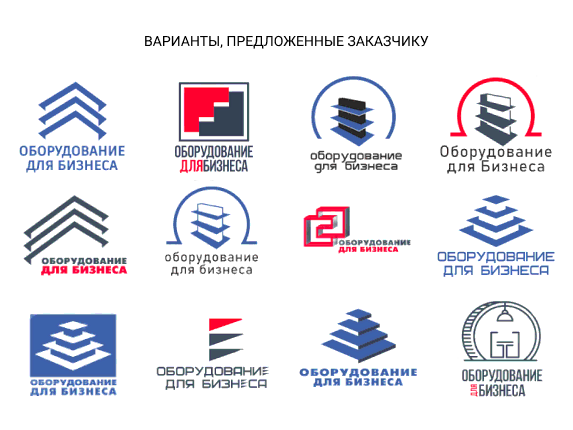 ВАРИАНТЫ, ПРЕДЛОЖЕННЫЕ ЗАКАЗЧИКУ
ОБОРУДОВАНИЕ
ДЛЯ БИЗНЕСА
ОБОРУДОВАНИЕ
ДЛЯБИЗНЕСА
оборудование
для бизнеса
Оборудование
для Бизнеса
ОБОРУДОВАНИЕ
ДЛЯ БИЗНЕСА
оборудование
для бизнеса
ОБОРУДОВАНИЕ
ДЛЯ БИЗНЕСА
ОБОРУДОВАНИЕ
ДЛЯ БИЗНЕСА
ОБОРУДОВАНИЕ
ДЛЯ БИЗНЕСА
ОБОРУДОВАНИЕ
ДЛЯ БИЗНЕСА
ОБОРУДОВАНИЕ
ДЛЯ БИЗНЕСА
ОБОРУДОВАНИЕ
ДЛЯ БИЗНЕСА